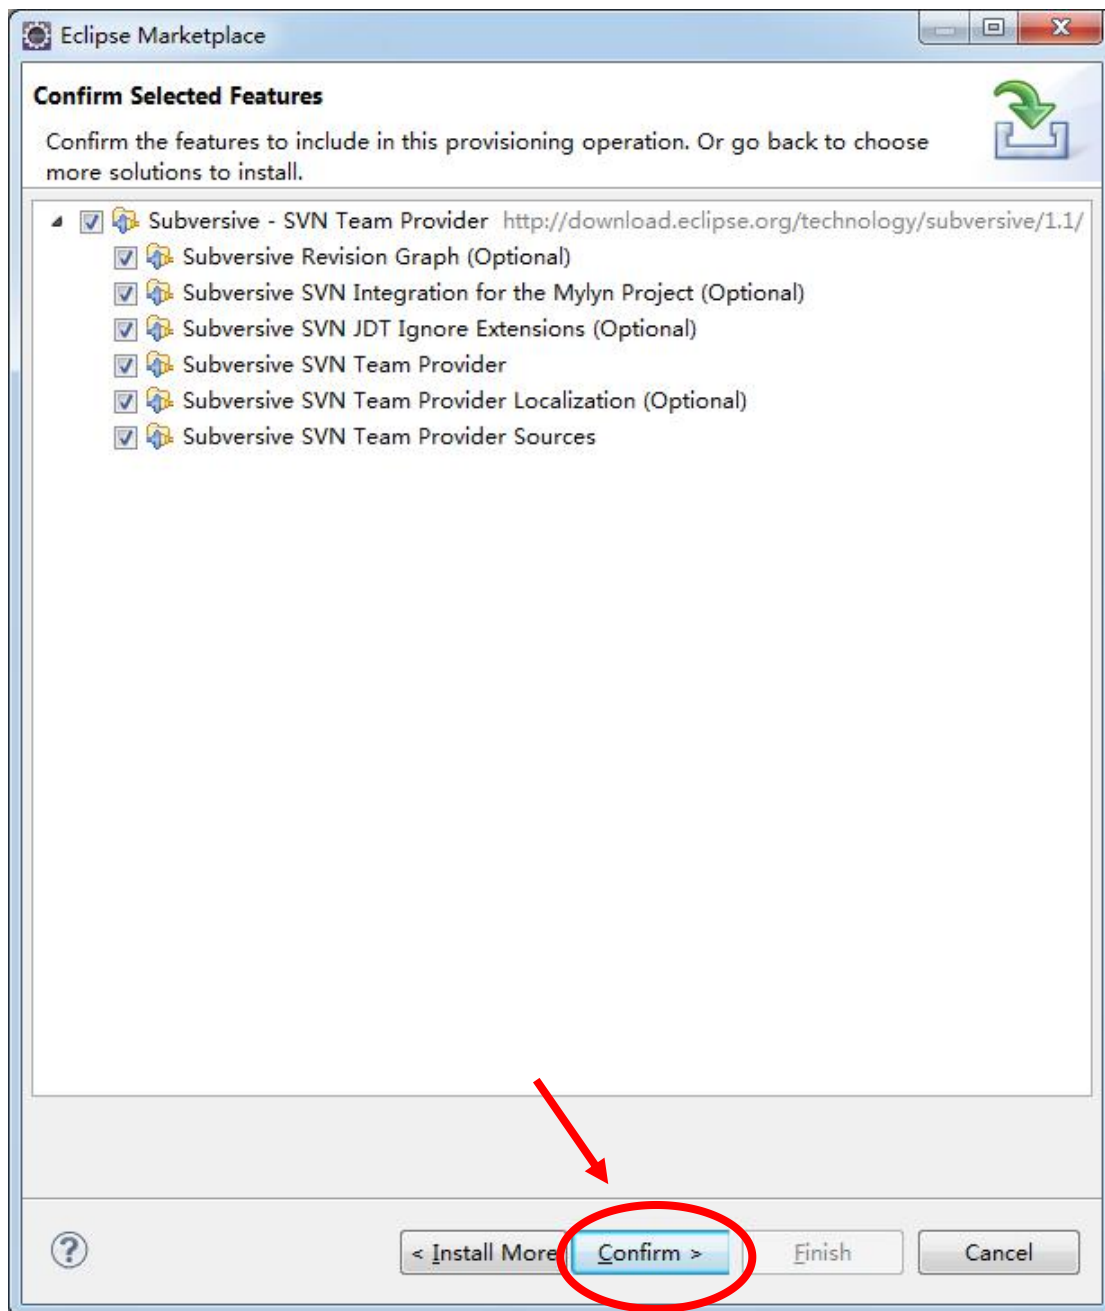 Eclipse Marketplace
Confirm Selected Features
Confirm the features to include in this provisioning operation. Or go back to choose
more solutions to install.
Subversive - SVN Team Provider http://download.eclipse.org/technology/subversive/1.1/
Subversive Revision Graph (Optional)
Subversive SVN Integration for the Mylyn Project (Optional)
Subversive SVN JDT Ignore Extensions (Optional)
Subversive SVN Team Provider
Subversive SVN Team Provider Localization (Optional)
Subversive SVN Team Provider Sources
? < Install More Confirm > Finish Cancel